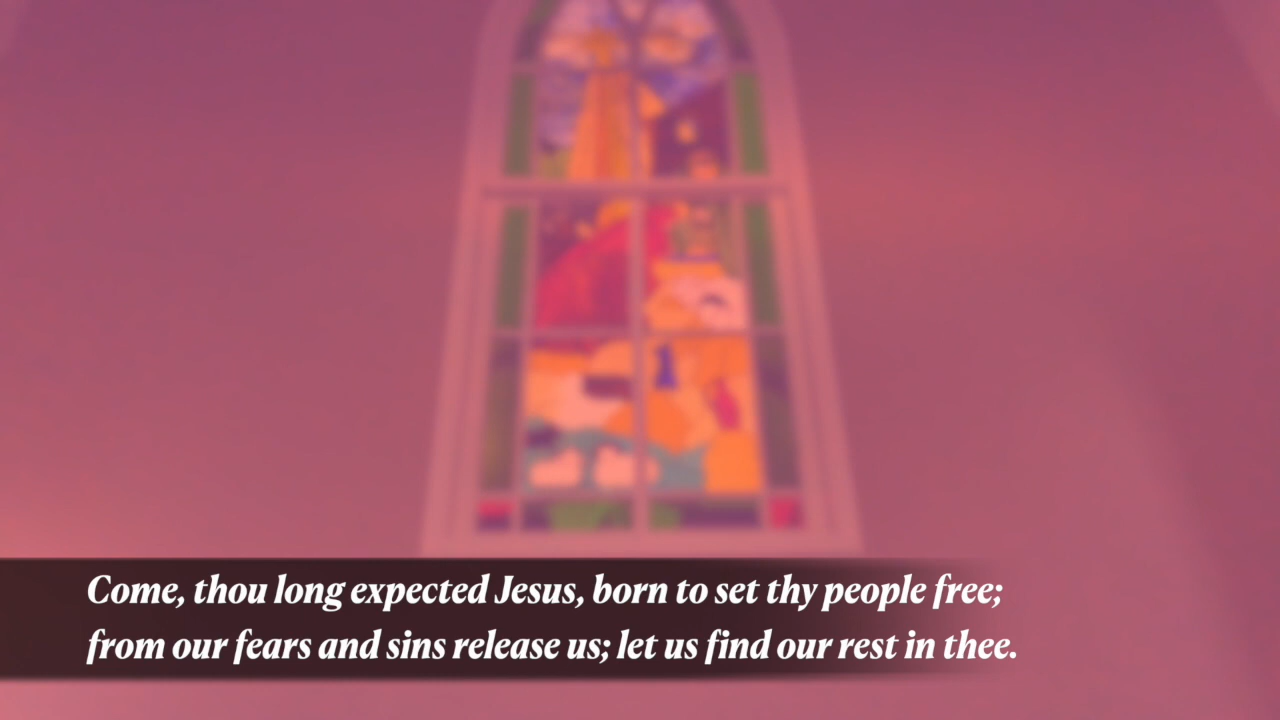 Come, thou long expected Jesus, born to set thy people free;
from our fears and sins release us; let us find our rest in thee.